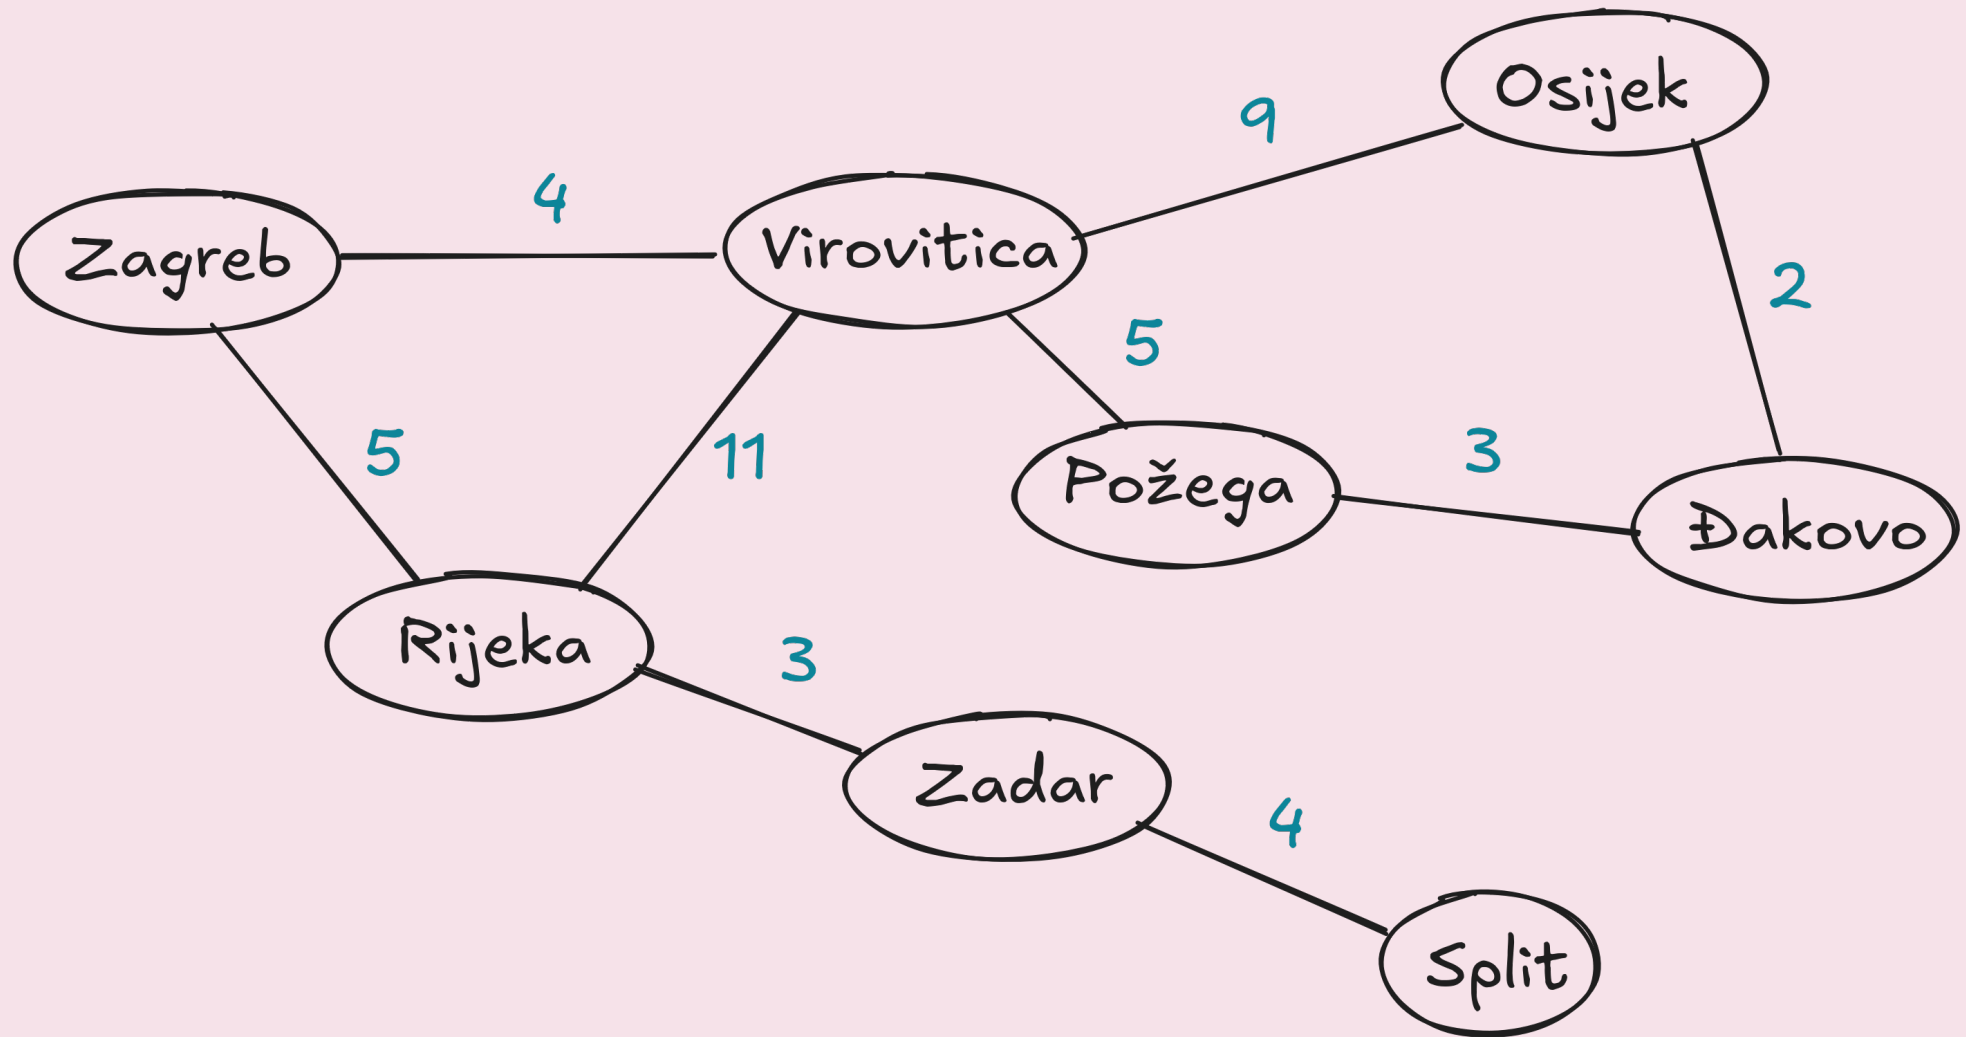 Osijek
9
4
Zagreb
Virovitica
2
5
5
11
3
Požega
Đakovo
Rijeka
3
Zadar
4
Split